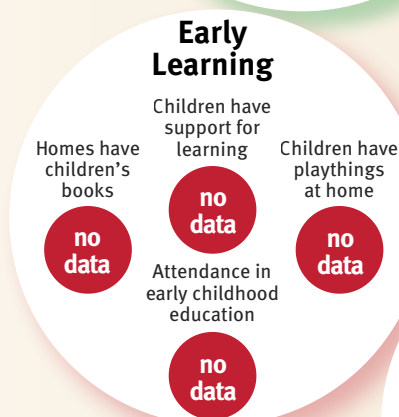 Early
Learning
Children have
support for
learning
no
data
Homes have
children’s
books
no
data
Children have
playthings
at home
no
data
Attendance in
early childhood
education
no
data